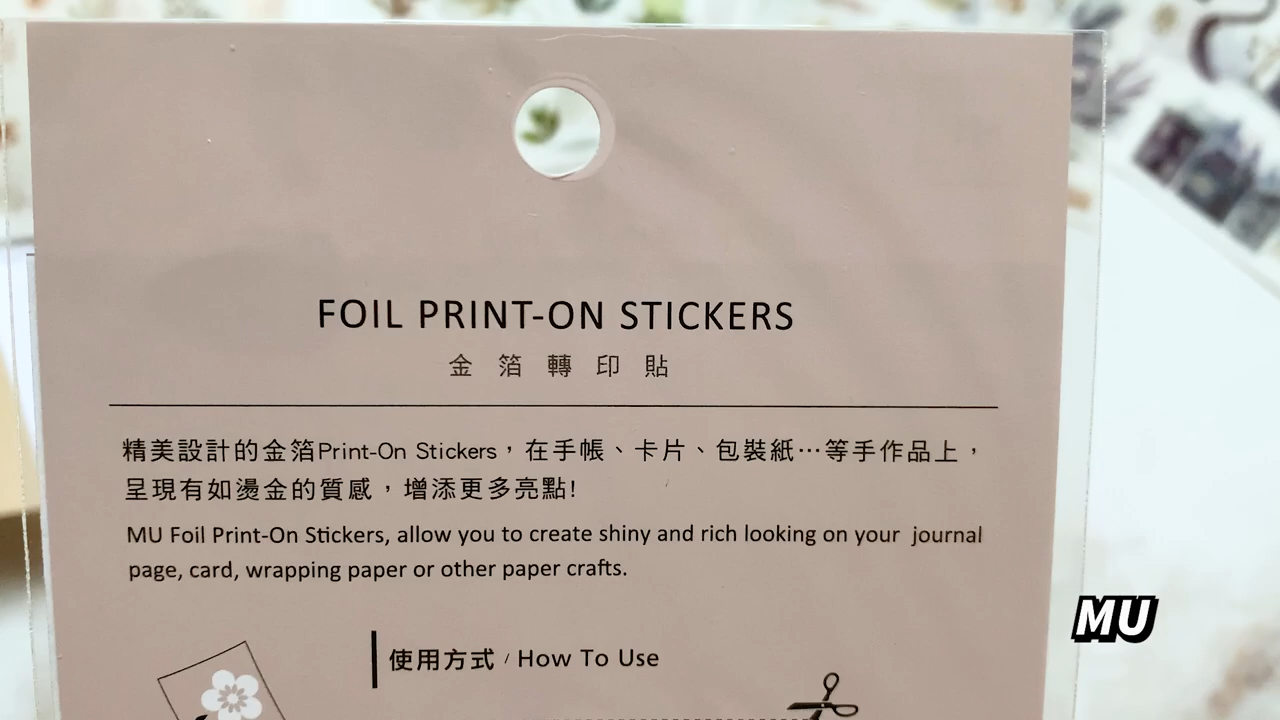 FOIL PRINT-ON STICKERS
金箔轉印貼
精美設計的金箔Print-On Stickers，在手帳、卡片、包裝紙⋯等手作品上，
呈現有如燙金的質感，增添更多亮點!
MU Foil Print-On Stickers, allow you to create shiny and rich looking on your journal
page, card, wrapping paper or other paper crafts.
MU
使用方式 / How To Use